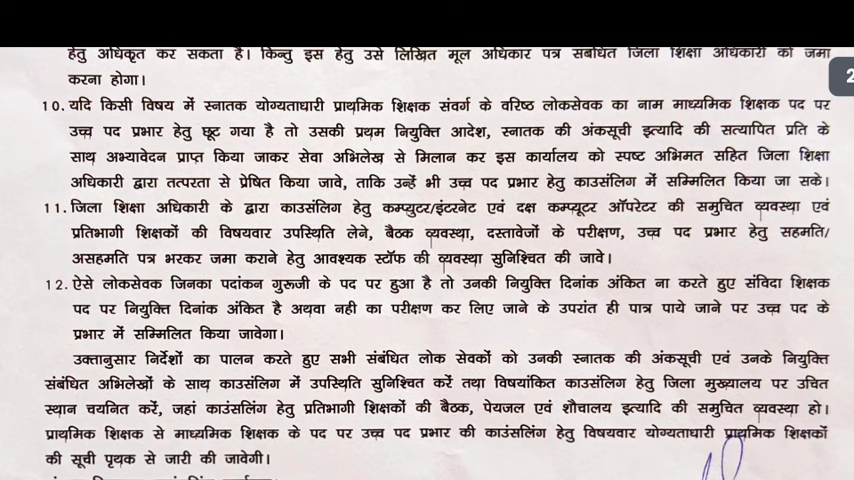 हेतु अधिकृत कर सकता है। किन्तु इस हेतु उसे लिखित मूल अधिकार पत्र संबंधित जिला शिक्षा अधिकारी को जमा
करना होगा।
10. यदि किसी विषय में स्नातक योग्यताधारी प्राथमिक शिक्षक संवर्ग के वरिष्ठ लोकसेवक का नाम माध्यमिक शिक्षक पद पर
उच्च पद प्रभार हेतु छूट गया है तो उसकी प्रथम नियुक्ति आदेश, स्नातक की अंकसूची इत्यादि की सत्यापित प्रति के
साथ अभ्यावेदन प्राप्त किया जाकर सेवा अभिलेख से मिलान कर इस कार्यालय को स्पष्ट अभिमत सहित जिला शिक्षा
अधिकारी द्वारा तत्परता से प्रेषित किया जावे, ताकि उन्हें भी उच्च पद प्रभार हेतु काउसंलिग में सम्मिलित किया जा सके।
11. जिला शिक्षा अधिकारी के द्वारा काउसंलिंग हेतु कम्प्युटर/इंटरनेट एवं दक्ष कम्प्यूटर ऑपरेटर की समुचित व्यवस्था एवं
प्रतिभागी शिक्षकों की विषयवार उपस्थिति लेने, बैठक व्यवस्था, दस्तावेजों के परीक्षण, उच्च पद प्रभार हेतु सहमति/
असहमति पत्र भरकर जमा कराने हेतु आवश्यक स्टॉफ की व्यवस्था सुनिश्चित की जावे।
12. ऐसे लोकसेवक जिनका पदांकन गुरूजी के पद पर हुआ है तो उनकी नियुक्ति दिनांक अंकित ना करते हुए संविदा शिक्षक
पद पर नियुक्ति दिनांक अंकित है अथवा नही का परीक्षण कर लिए जाने के उपरांत ही पात्र पाये जाने पर उच्च पद के
प्रभार में सम्मिलित किया जावेगा।
उक्तानुसार निर्देशों का पालन करते हुए सभी संबंधित लोक सेवकों को उनकी स्नातक की अंकसूची एवं उनके नियुक्ति
संबंधित अभिलेखों के साथ काउसंलिग में उपस्थिति सुनिश्चित करें तथा विषयांकित काउसंलिग हेतु जिला मुख्यालय पर उचित
स्थान चयनित करें, जहां काउंसलिंग हेतु प्रतिभागी शिक्षकों की बैठक, पेयजल एवं शौचालय इत्यादि की समुचित व्यवस्था हो।
प्राथमिक शिक्षक से माध्यमिक शिक्षक के पद पर उच्च पद प्रभार की काउंसलिंग हेतु विषयवार योग्यताधारी प्राथमिक शिक्षकों
की सूची पृथक से जारी की जावेगी।
2